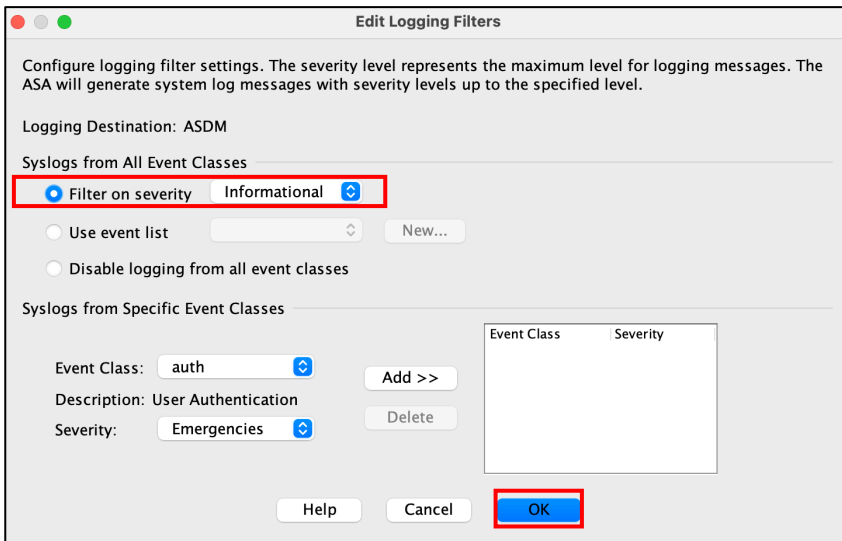 Edit Logging Filters
Configure logging filter settings. The severity level represents the maximum level for logging messages. The
ASA will generate system log messages with severity levels up to the specified level.
Logging Destination: ASDM
Syslogs from All Event Classes
Filter on severity Informational
Use event list New...
Disable logging from all event classes
Syslogs from Specific Event Classes
Event Class Severity
Event Class: auth
Add >>
Description: User Authentication
Delete
Severity: Emergencies
Help Cancel OK